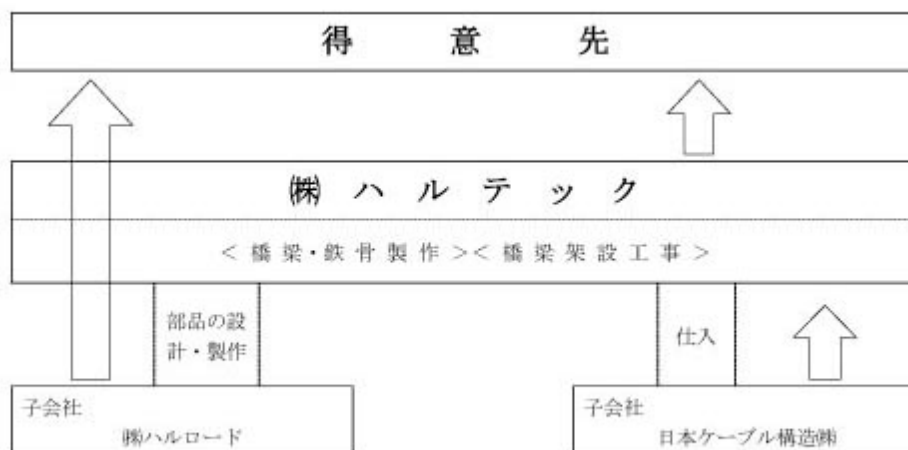 得意先
㈱ハルテック
＜橋梁・鉄骨製作＞＜橋梁架設工事＞
部品の設
計・製作
仕入
子会社
㈱ハルロード
子会社
日本ケーブル構造㈱